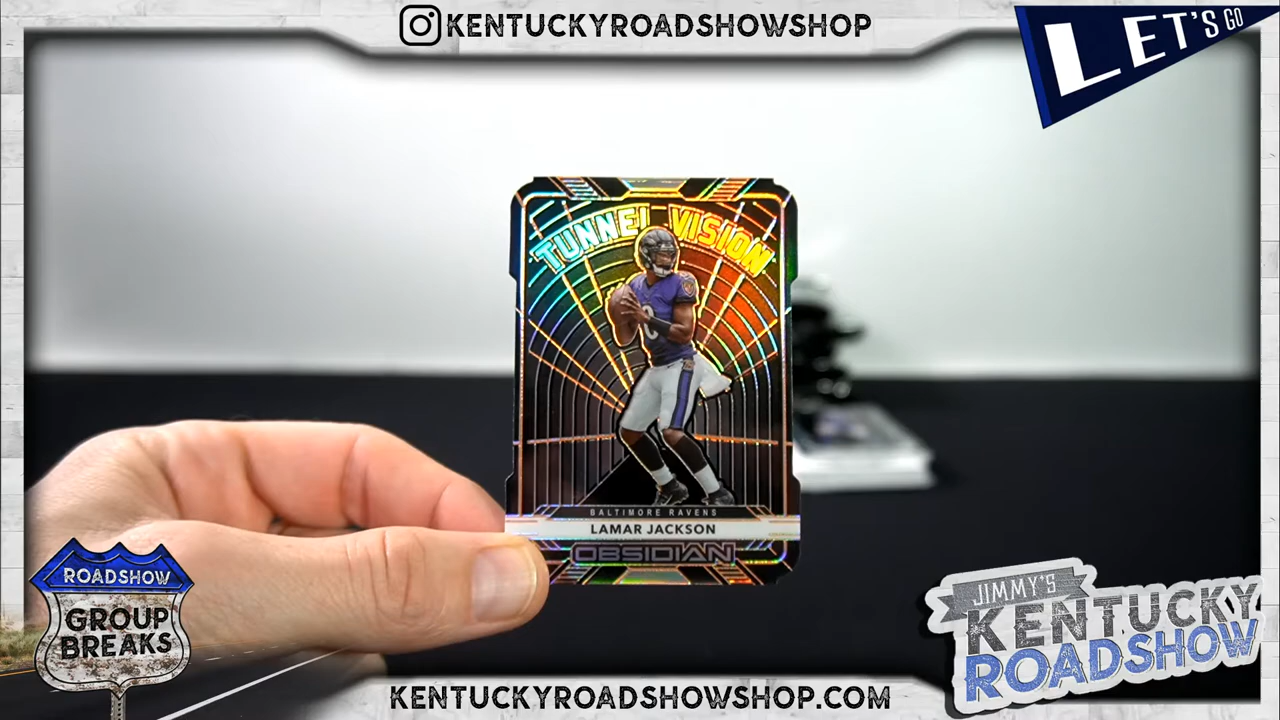 KENTUCKYROADSHOWSHOP
LET'S GO
TUNNEL VISION
BALTIMORE RAVENS
LAMAR JACKSON
OBSIDIAN
ROADSHOW
GROUP
BREAKS
JIMMY'S
KENTUCKY
ROADSHOW
KENTUCKYROADSHOWSHOP.COM